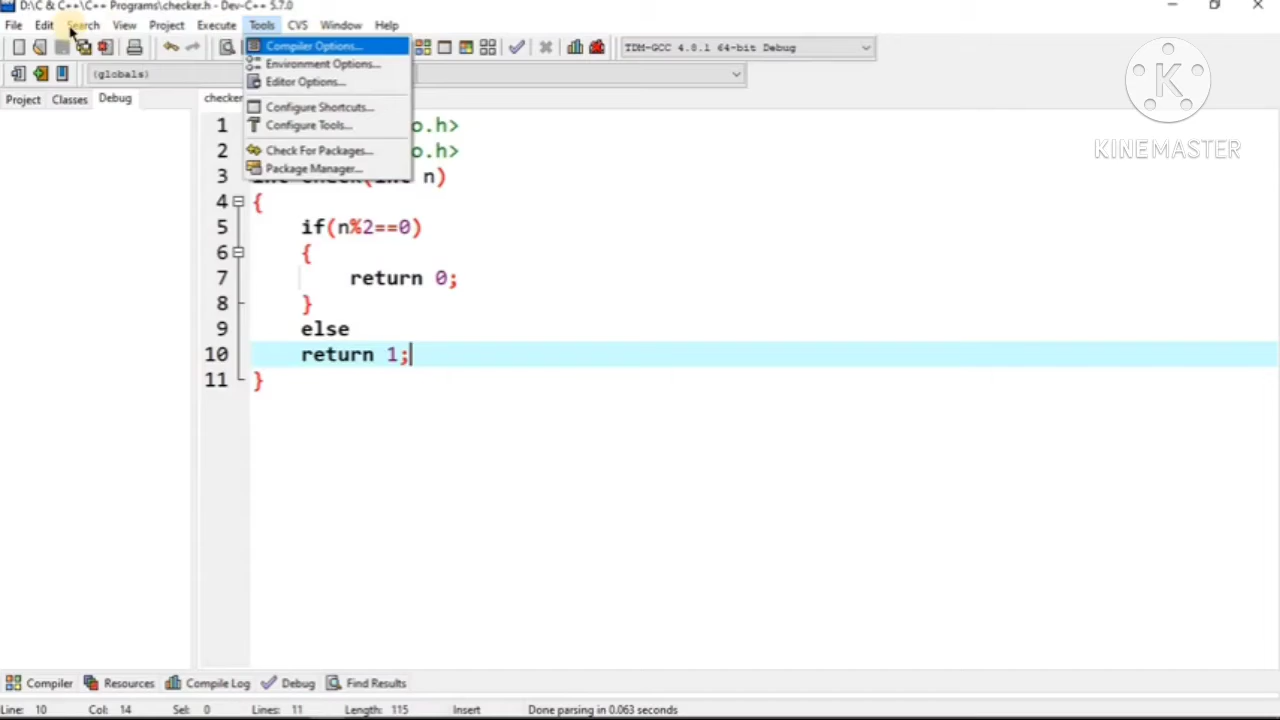 D:\C & C++\C++ Programs\checker.h - Dev-C++ 5.7.0
File Edit Search View Project Execute Tools CVS Window Help
Compiler Options...
Environment Options...
Editor Options...
Configure Shortcuts...
Configure Tools...
Check For Packages...
Package Manager...
TDM-GCC 4.8.1 64-bit Debug
(globals)
Project Classes Debug
checker
KINEMASTER
1 o.h>
2 o.h>
3 int check(int n)
4 {
5 if(n%2==0)
6 {
7 return 0;
8 }
9 else
10 return 1;
11 }
Compiler Resources Compile Log Debug Find Results
Line: 10 Col: 14 Sel: 0 Lines: 11 Length: 115 Insert Done parsing in 0.063 seconds